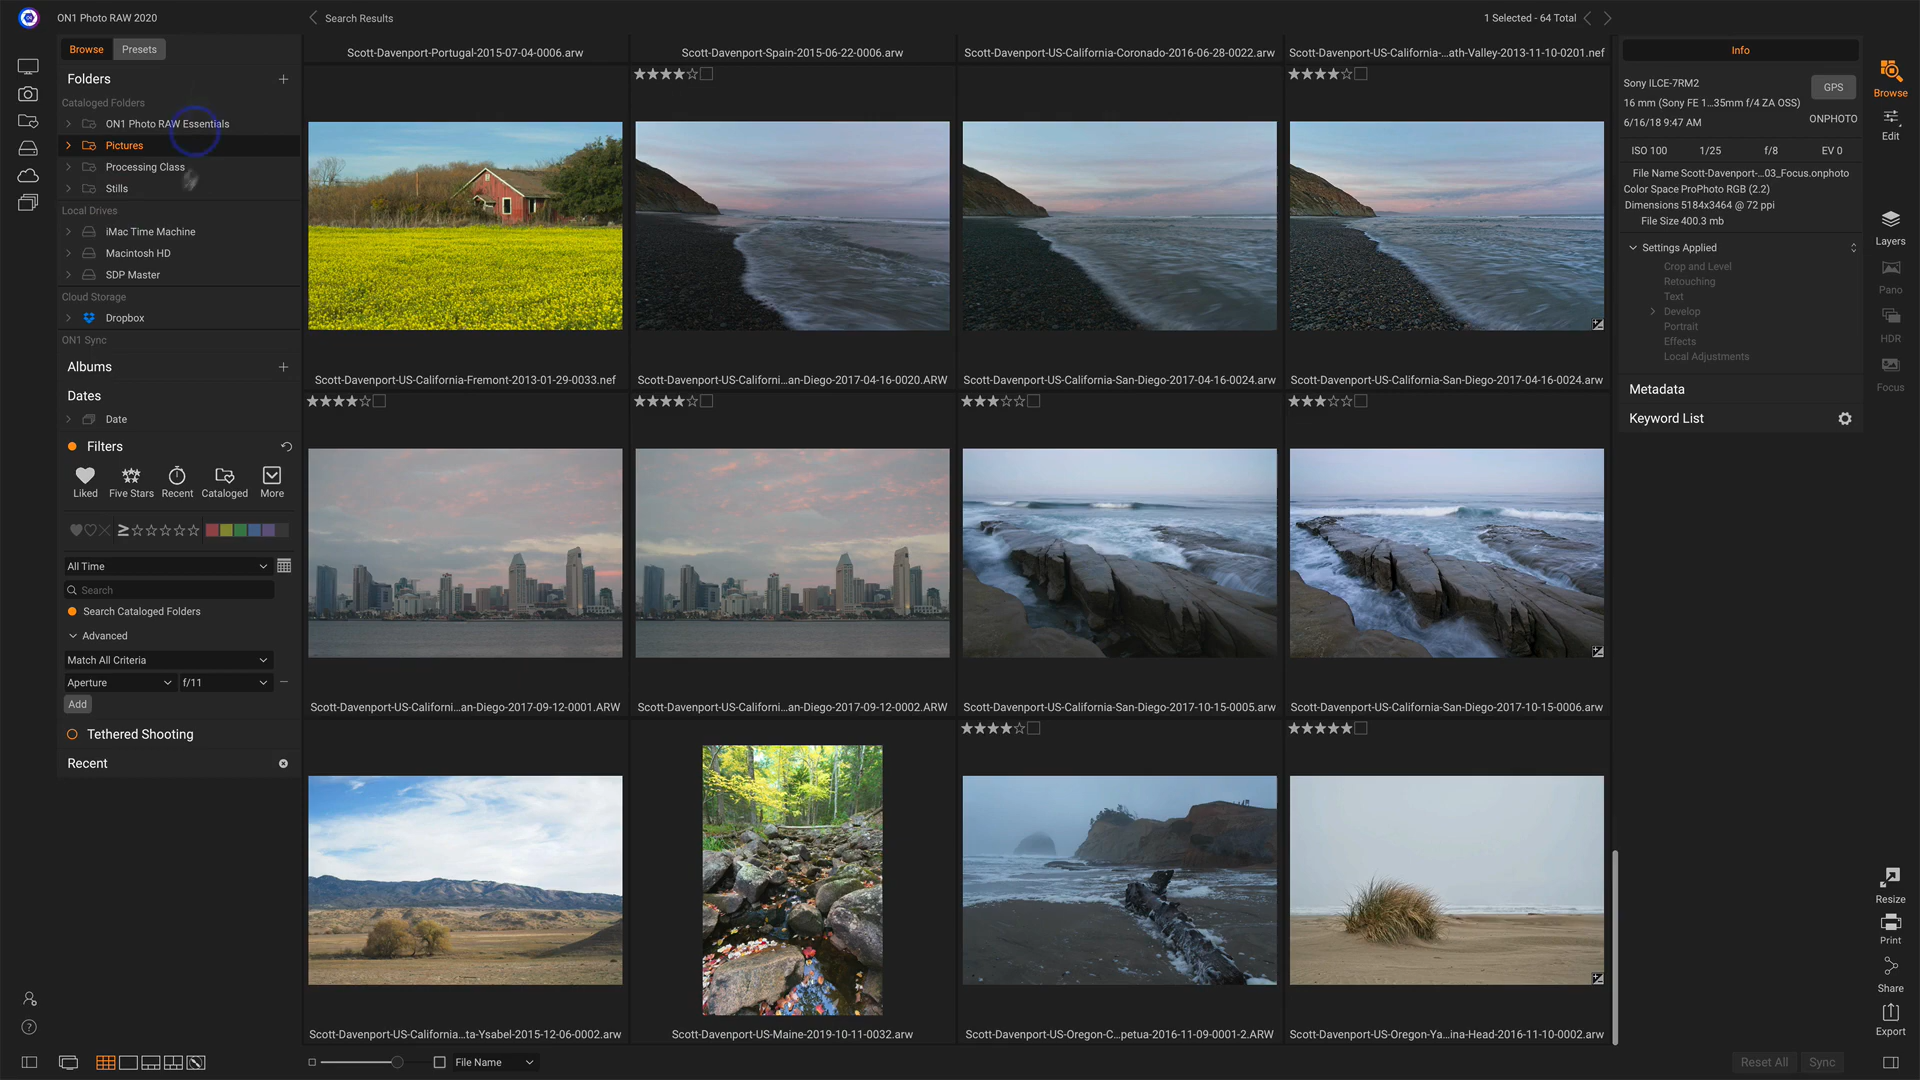 ON1 Photo RAW 2020
Search Results
1 Selected - 64 Total
Browse
Presets
Folders
Cataloged Folders
ON1 Photo RAW Essentials
Pictures
Processing Class
Stills
Local Drives
iMac Time Machine
Macintosh HD
SDP Master
Cloud Storage
Dropbox
ON1 Sync
Albums
Dates
Date
Filters
Liked
Five Stars
Recent
Cataloged
More
All Time
Search
Search Cataloged Folders
Advanced
Match All Criteria
Aperture
f/11
Add
Tethered Shooting
Recent
Scott-Davenport-Portugal-2015-07-04-0006.arw
Scott-Davenport-Spain-2015-06-22-0006.arw
Scott-Davenport-US-California-Coronado-2016-06-28-0022.arw
Scott-Davenport-US-California-...ath-Valley-2013-11-10-0201.nef
Scott-Davenport-US-California-Fremont-2013-01-29-0033.nef
Scott-Davenport-US-Californi...an-Diego-2017-04-16-0020.ARW
Scott-Davenport-US-California-San-Diego-2017-04-16-0024.arw
Scott-Davenport-US-California-San-Diego-2017-04-16-0024.arw
Scott-Davenport-US-Californi...an-Diego-2017-09-12-0001.ARW
Scott-Davenport-US-Californi...an-Diego-2017-09-12-0002.ARW
Scott-Davenport-US-California-San-Diego-2017-10-15-0005.arw
Scott-Davenport-US-California-San-Diego-2017-10-15-0006.arw
Scott-Davenport-US-California...ta-Ysabel-2015-12-06-0002.arw
Scott-Davenport-US-Maine-2019-10-11-0032.arw
Scott-Davenport-US-Oregon-C...petua-2016-11-09-0001-2.ARW
Scott-Davenport-US-Oregon-Ya...ina-Head-2016-11-10-0002.arw
File Name
Info
Sony ILCE-7RM2
GPS
16 mm (Sony FE 1...35mm f/4 ZA OSS)
6/16/18 9:47 AM
ONPHOTO
ISO 100
1/25
f/8
EV 0
File Name Scott-Davenport-...03_Focus.onphoto
Color Space ProPhoto RGB (2.2)
Dimensions 5184x3464 @ 72 ppi
File Size 400.3 mb
Settings Applied
Crop and Level
Retouching
Text
Develop
Portrait
Effects
Local Adjustments
Metadata
Keyword List
Browse
Edit
Layers
Pano
HDR
Focus
Resize
Print
Share
Export
Reset All
Sync